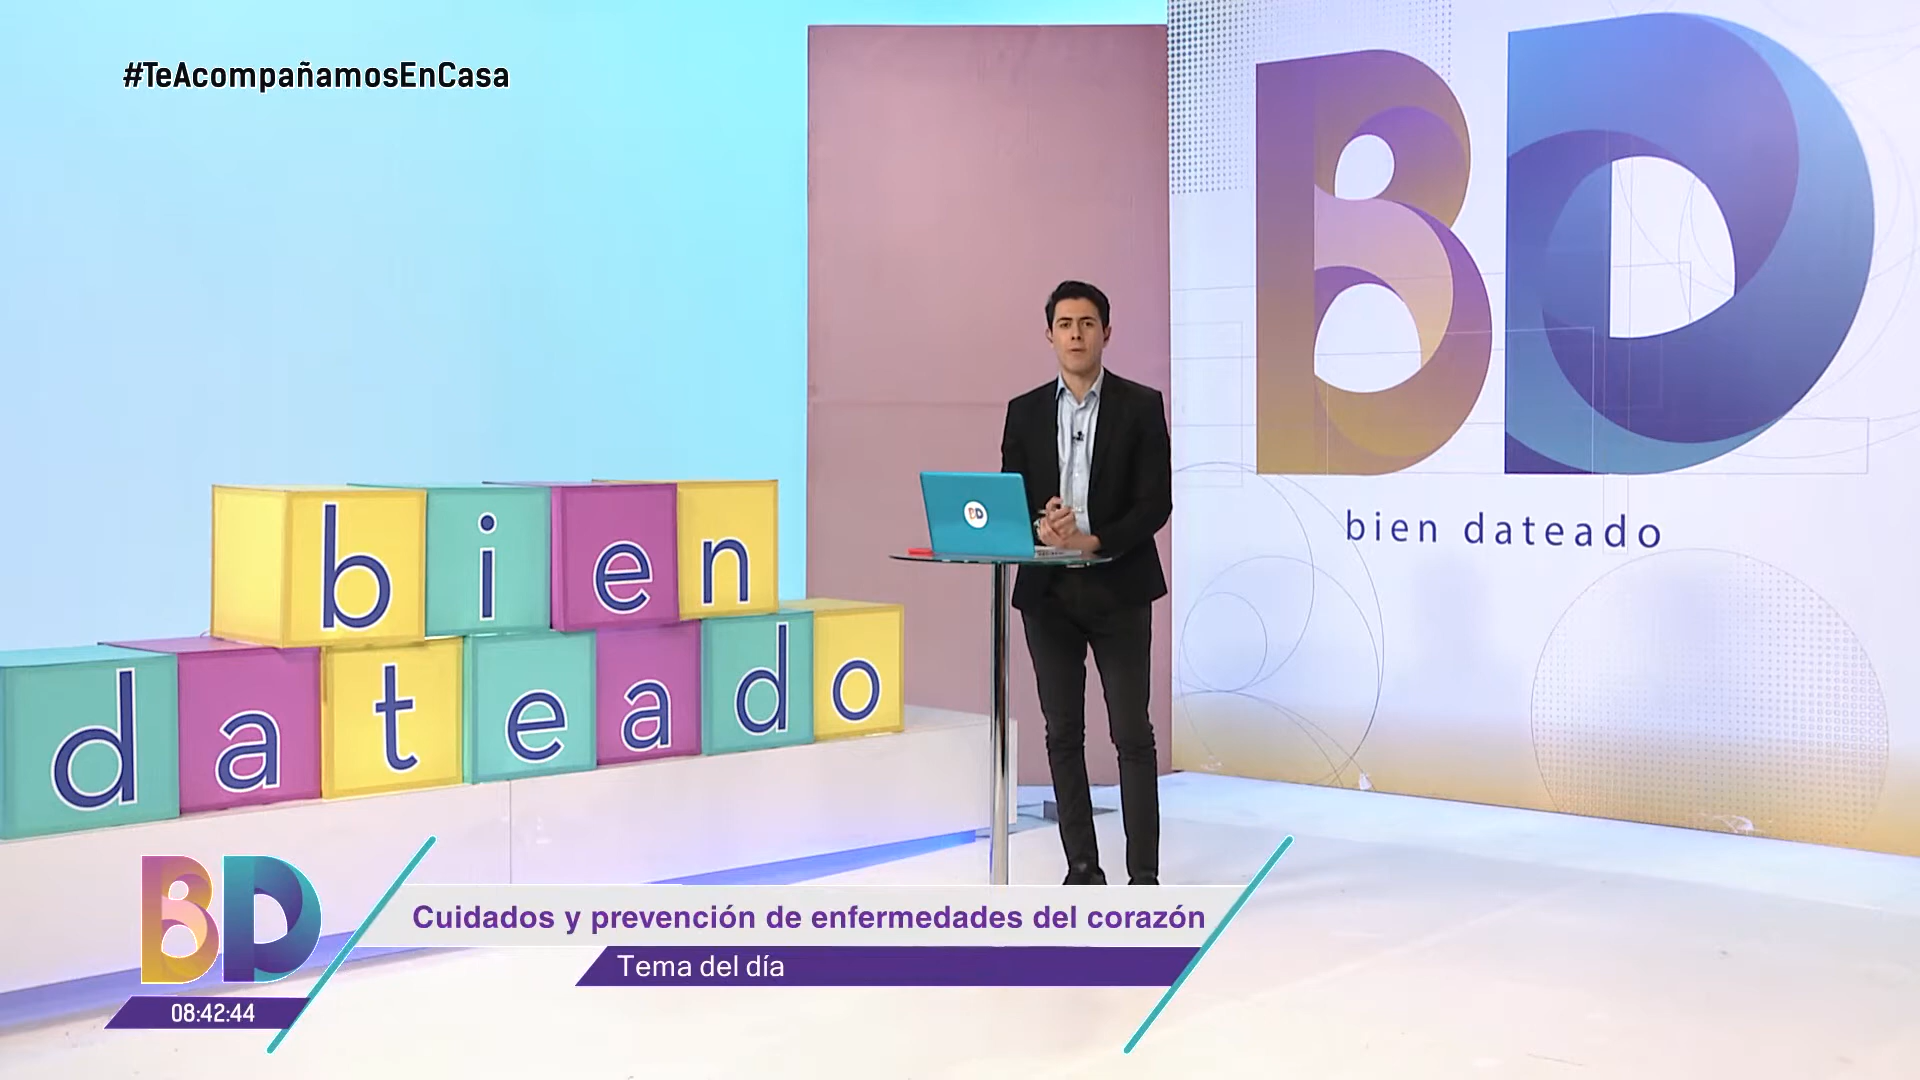 #TeAcompañamosEnCasa
BD
bien dateado
bien
dateado
BD
BD
Cuidados y prevención de enfermedades del corazón
Tema del día
08:42:44